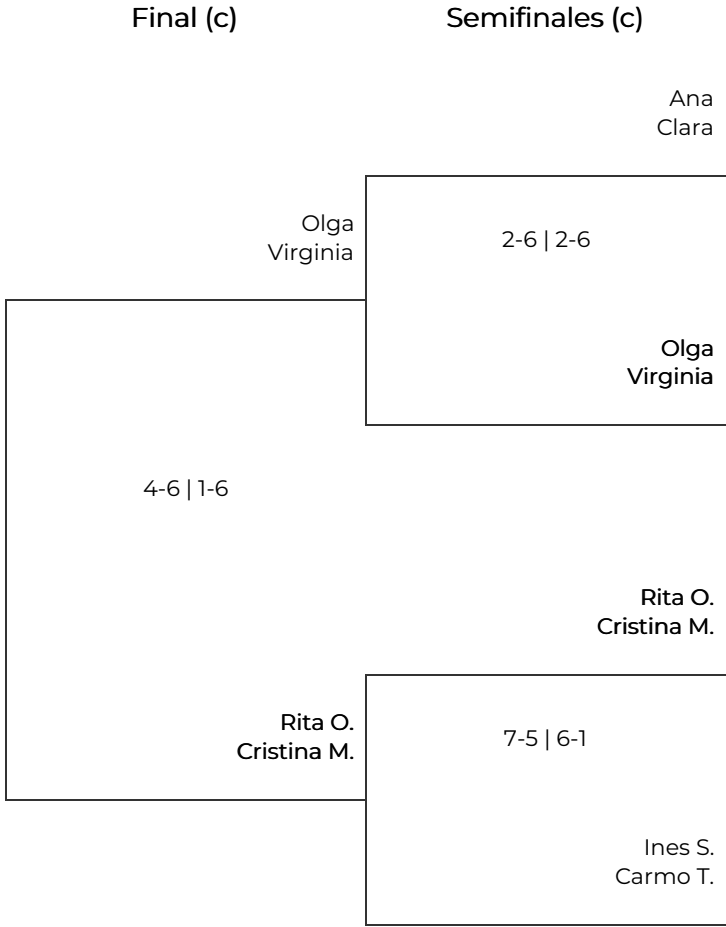 Final (c)
Semifinales (c)
Ana
Clara
Olga
Virginia
2-6 | 2-6
Olga
Virginia
4-6 | 1-6
Rita O.
Cristina M.
Rita O.
Cristina M.
7-5 | 6-1
Ines S.
Carmo T.